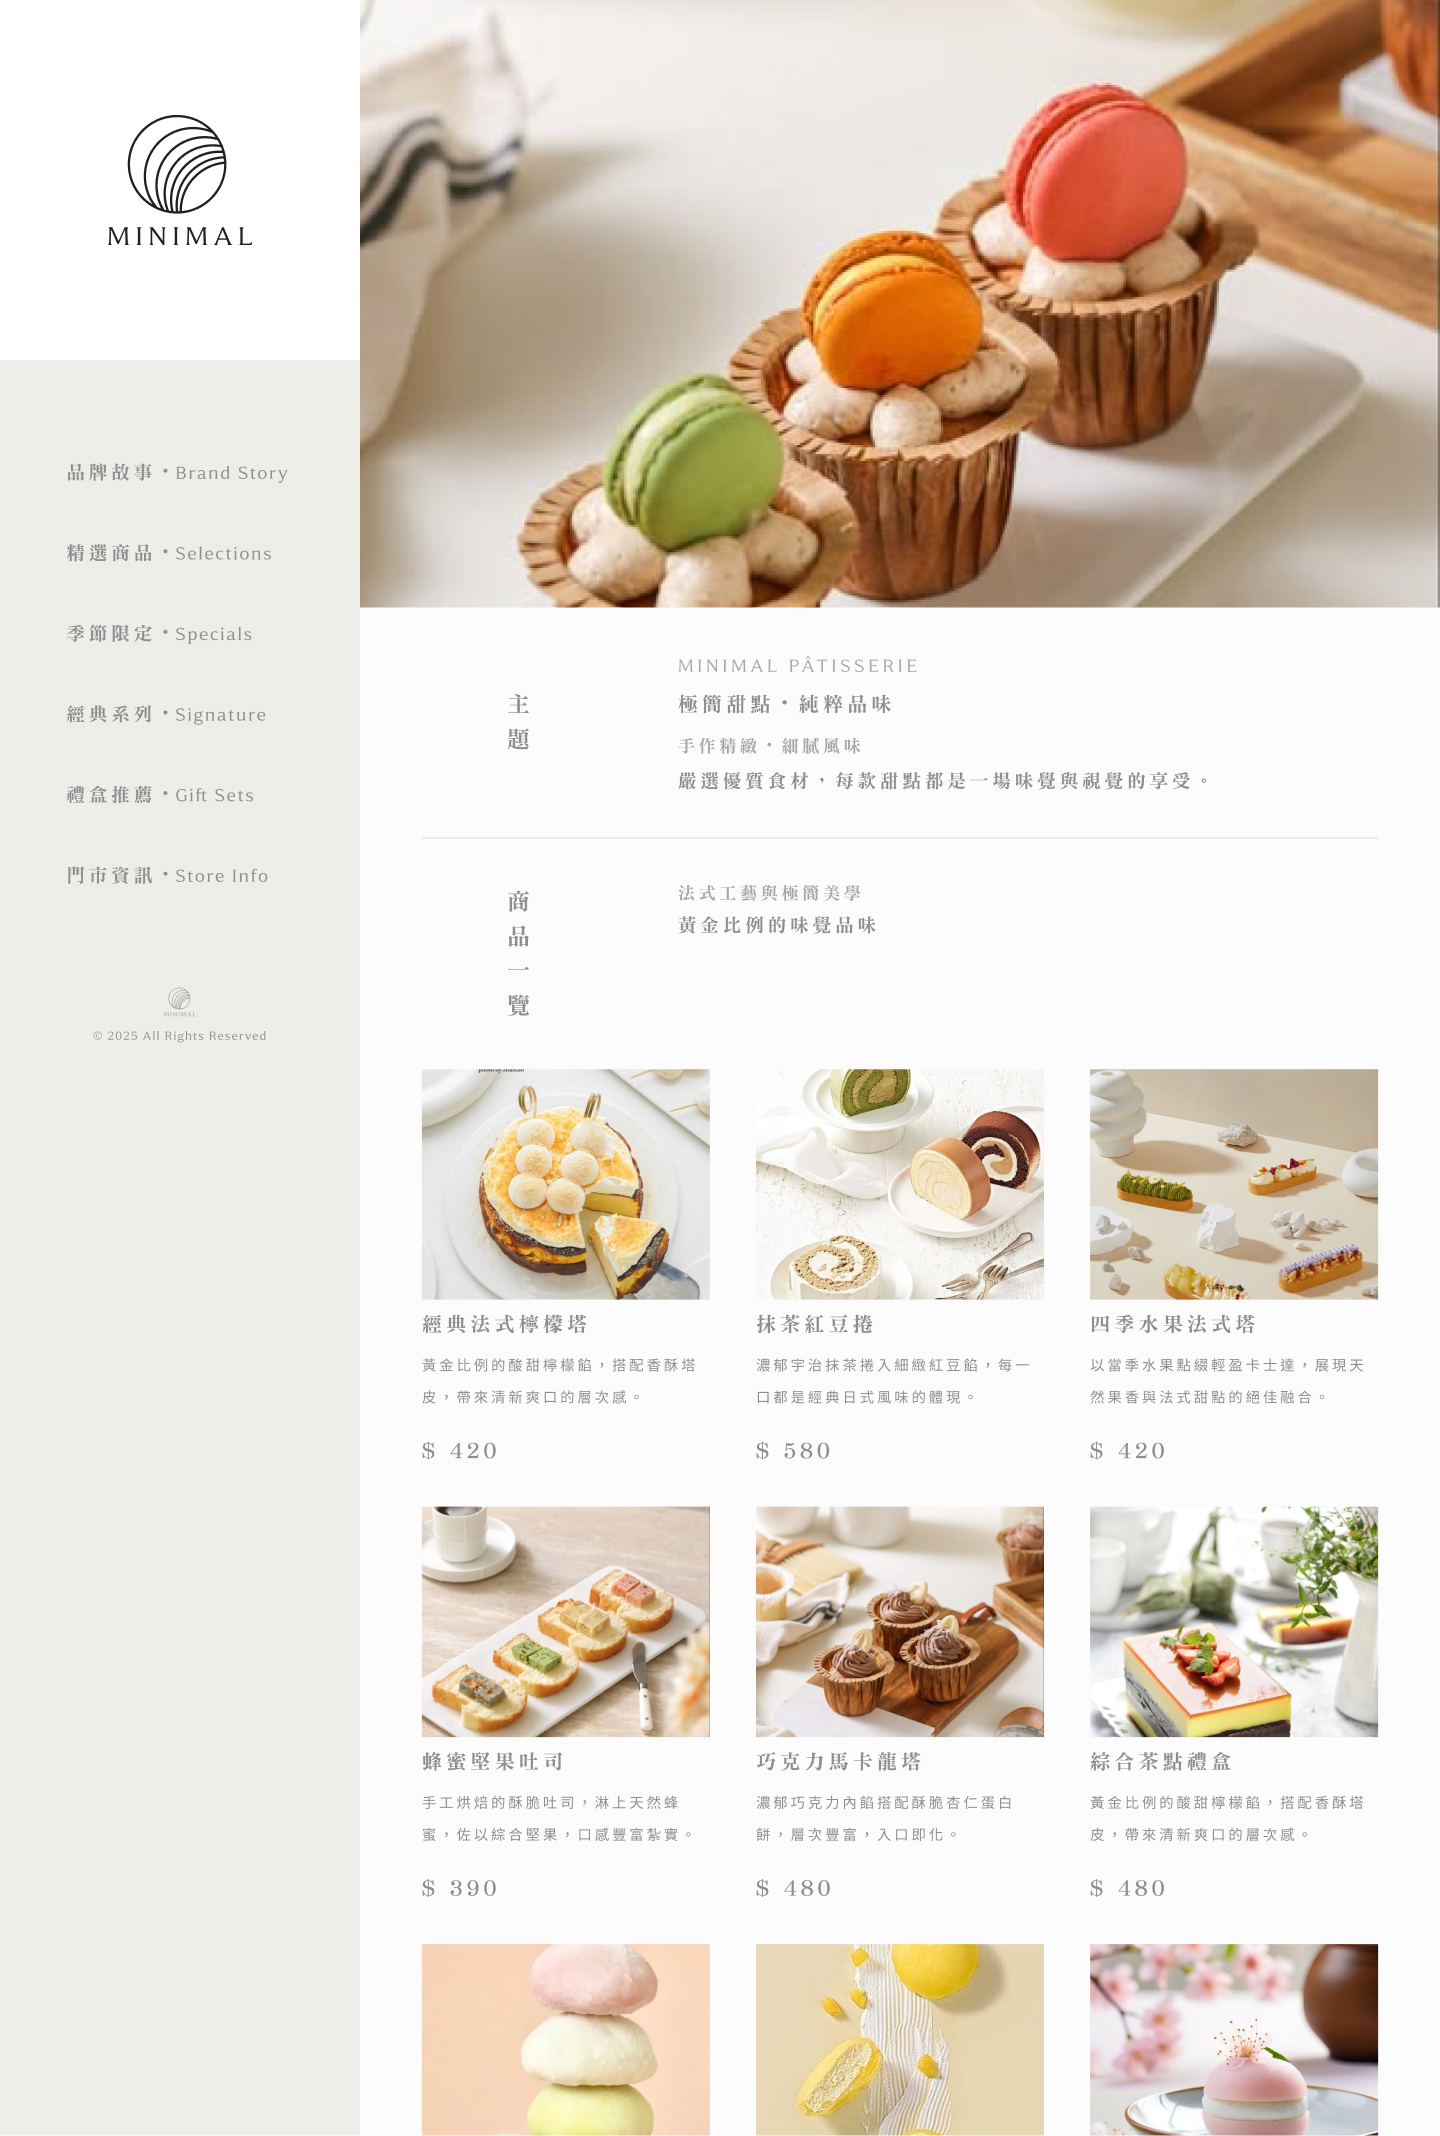 MINIMAL
品牌故事・Brand Story
精選商品・Selections
季節限定・Specials
經典系列・Signature
禮盒推薦・Gift Sets
門市資訊・Store Info
MINIMAL
© 2025 All Rights Reserved
主題
MINIMAL PÂTISSERIE
極簡甜點・純粹品味
手作精緻・細膩風味
嚴選優質食材，每款甜點都是一場味覺與視覺的享受。
商品一覽
法式工藝與極簡美學
黃金比例的味覺品味
經典法式檸檬塔
黃金比例的酸甜檸檬餡，搭配香酥塔
皮，帶來清新爽口的層次感。
$ 420
抹茶紅豆捲
濃郁宇治抹茶捲入細緻紅豆餡，每一
口都是經典日式風味的體現。
$ 580
四季水果法式塔
以當季水果點綴輕盈卡士達，展現天
然果香與法式甜點的絕佳融合。
$ 420
蜂蜜堅果吐司
手工烘焙的酥脆吐司，淋上天然蜂
蜜，佐以綜合堅果，口感豐富紮實。
$ 390
巧克力馬卡龍塔
濃郁巧克力內餡搭配酥脆杏仁蛋白
餅，層次豐富，入口即化。
$ 480
綜合茶點禮盒
黃金比例的酸甜檸檬餡，搭配香酥塔
皮，帶來清新爽口的層次感。
$ 480